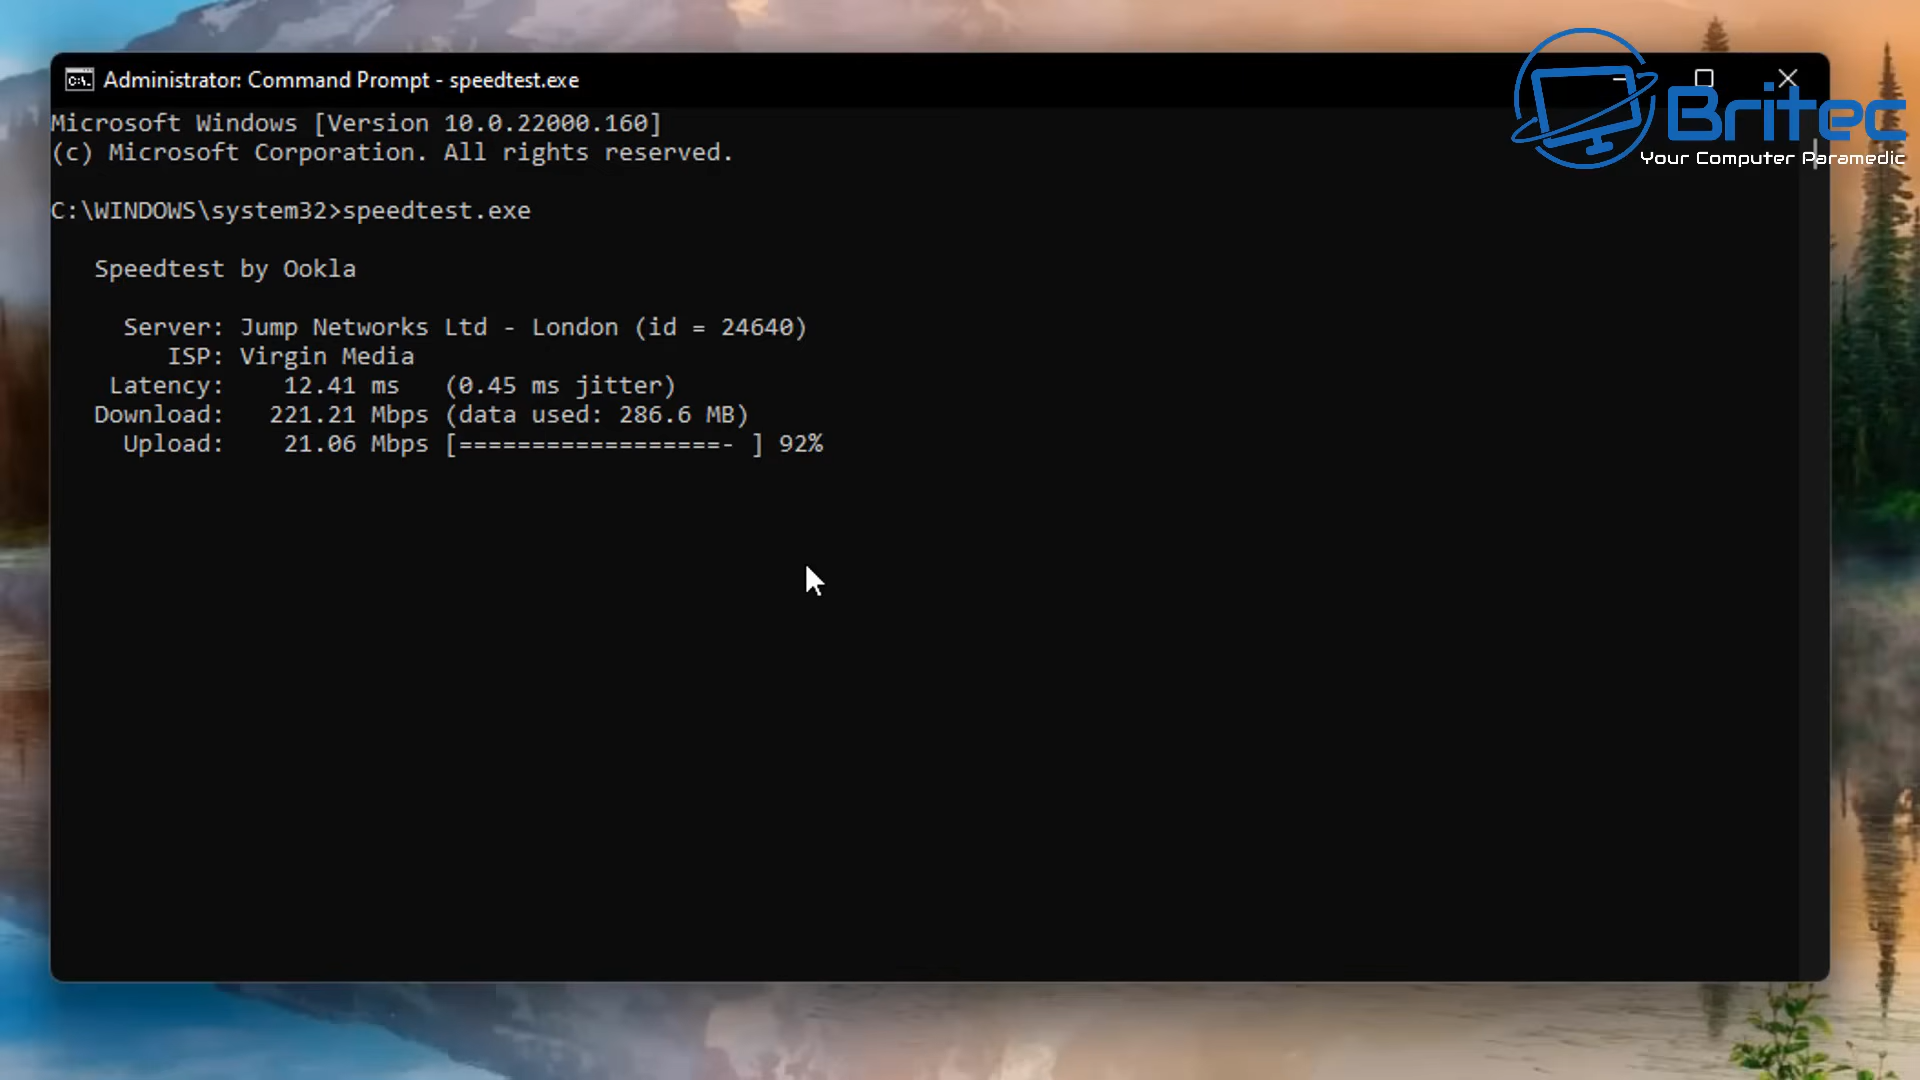 Administrator: Command Prompt - speedtest.exe
Britec
Your Computer Paramedic
Microsoft Windows [Version 10.0.22000.160]
(c) Microsoft Corporation. All rights reserved.
C:\WINDOWS\system32>speedtest.exe
Speedtest by Ookla
Server: Jump Networks Ltd - London (id = 24640)
ISP: Virgin Media
Latency: 12.41 ms (0.45 ms jitter)
Download: 221.21 Mbps (data used: 286.6 MB)
Upload: 21.06 Mbps [==================- ] 92%